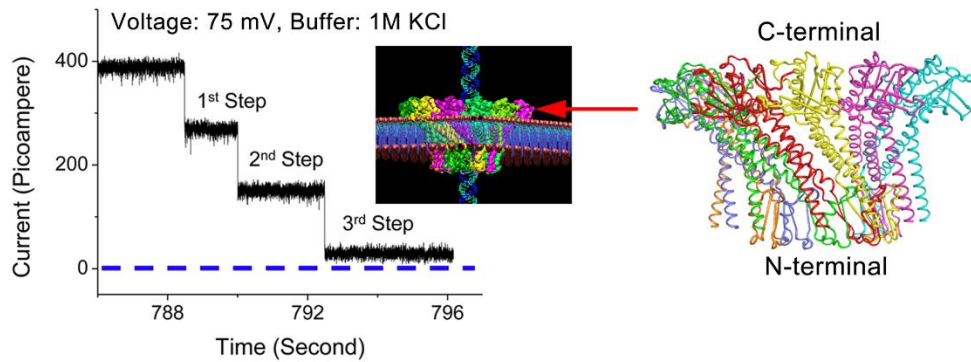 Voltage: 75 mV, Buffer: 1M KCl
400
200
0
Current (Picoampere)
1st Step
2nd Step
3rd Step
788
792
796
Time (Second)
C-terminal
N-terminal